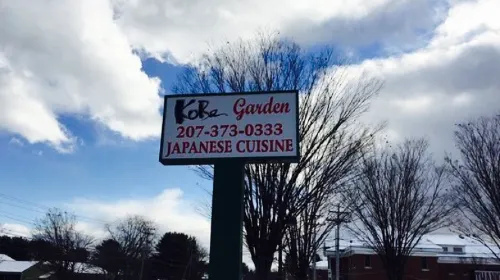 KoBe Garden
207-373-0333
JAPANESE CUISINE